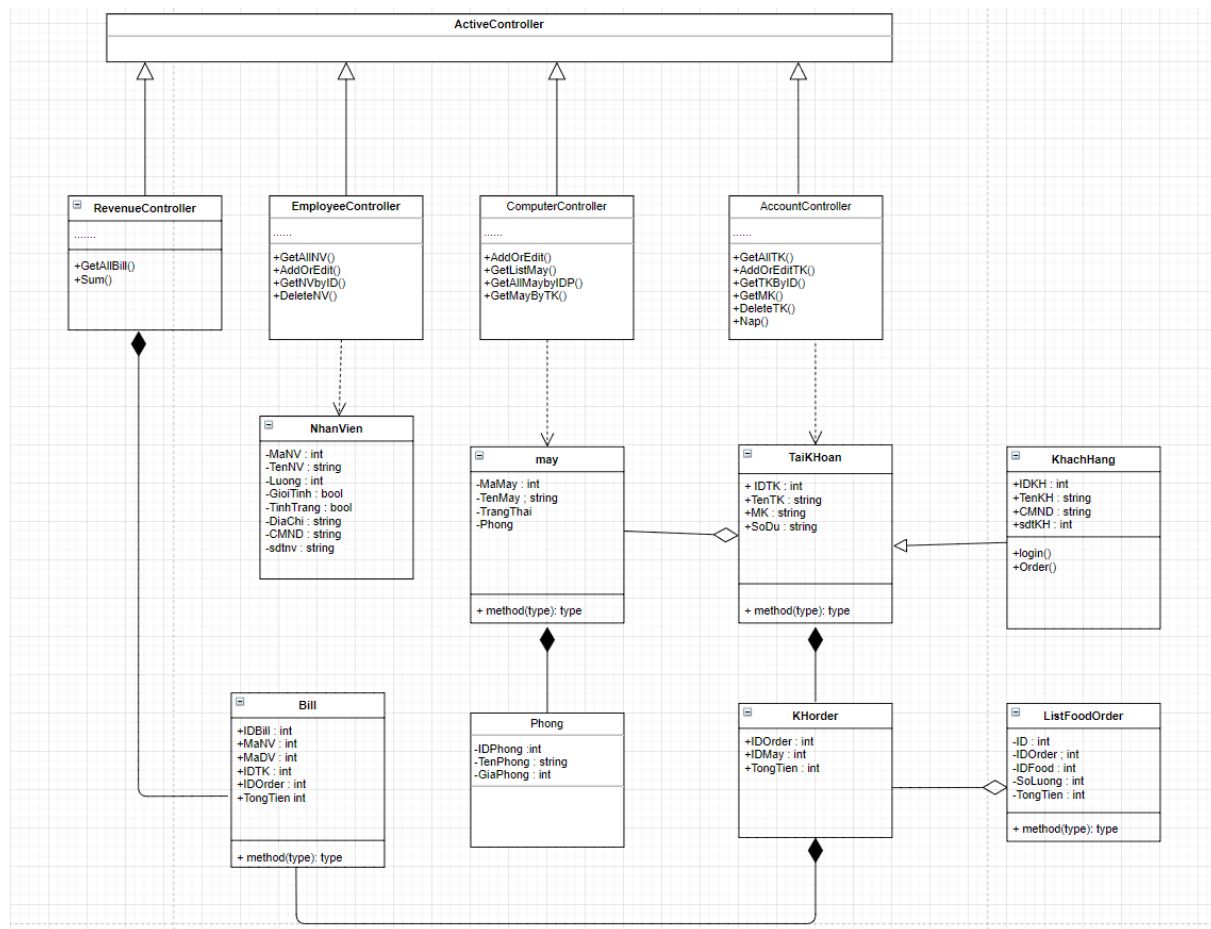 ActiveController
RevenueController
.......
+GetAllBill()
+Sum()
EmployeeController
......
+GetAllNV()
+AddOrEdit()
+GetNVbyID()
+DeleteNV()
ComputerController
......
+AddOrEdit()
+GetListMay()
+GetAllMaybyIDP()
+GetMayByTK()
AccountController
......
+GetAllTK()
+AddOrEditTK()
+GetTKByID()
+GetMK()
+DeleteTK()
+Nap()
NhanVien
-MaNV : int
-TenNV : string
-Luong : int
-GioiTinh : bool
-TinhTrang : bool
-DiaChi : string
-CMND : string
-sdtnv : string
may
-MaMay : int
-TenMay ; string
-TrangThai
-Phong
+ method(type): type
TaiKHoan
+ IDTK : int
+TenTK : string
+MK : string
+SoDu : string
+ method(type): type
KhachHang
+IDKH : int
+TenKH : string
+CMND : string
+sdtKH : int
+login()
+Order()
Bill
+IDBill : int
+MaNV : int
+MaDV : int
+IDTK : int
+IDOrder : int
+TongTien int
+ method(type): type
Phong
-IDPhong :int
-TenPhong : string
-GiaPhong : int
KHorder
+IDOrder : int
+IDMay : int
+TongTien : int
ListFoodOrder
-ID : int
-IDOrder ; int
-IDFood : int
-SoLuong : int
-TongTien : int
+ method(type): type